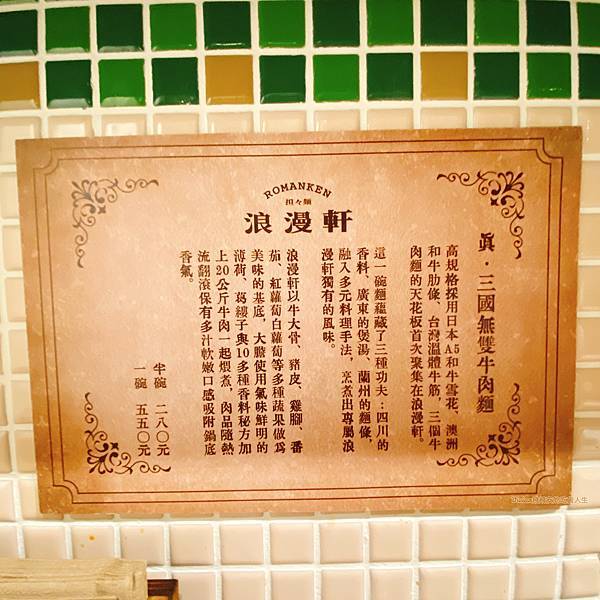 ROMANKEN
担々麺
浪漫軒
眞・三國無雙牛肉麵
高規格採用日本A5和牛雪花、澳洲
和牛肋條、台灣溫體牛筋，三個牛
肉麵的天花板首次聚集在浪漫軒。
這一碗麵蘊藏了三種功夫：四川的
香料、廣東的煲湯、蘭州的麵條，
融入多元料理手法，烹煮出專屬浪
漫軒獨有的風味。
浪漫軒以牛大骨、豬皮、雞腳、番
茄、紅蘿蔔白蘿蔔等多種蔬果做為
美味的基底，大膽使用氣味鮮明的
薄荷、葛縷子與10多種香料秘方加
上20公斤牛肉一起煨煮，肉品隨熱
流翻滾保有多汁軟嫩口感吸附鍋底
香氣。
半碗 二八〇元
一碗 五五〇元